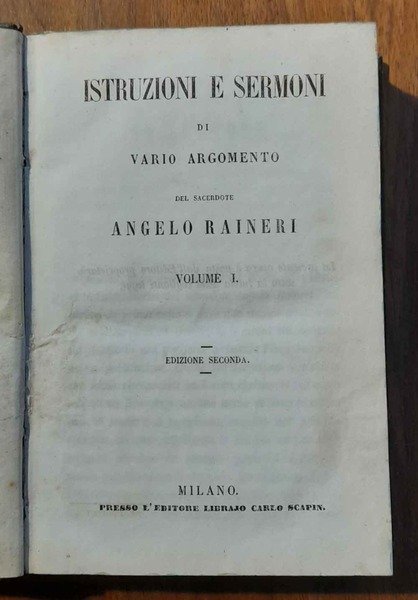 ISTRUZIONI E SERMONI
DI
VARIO ARGOMENTO
DEL SACERDOTE
ANGELO RAINERI
VOLUME I.
EDIZIONE SECONDA.
MILANO.
PRESSO L'EDITORE LIBRAJO CARLO SCAPIN.